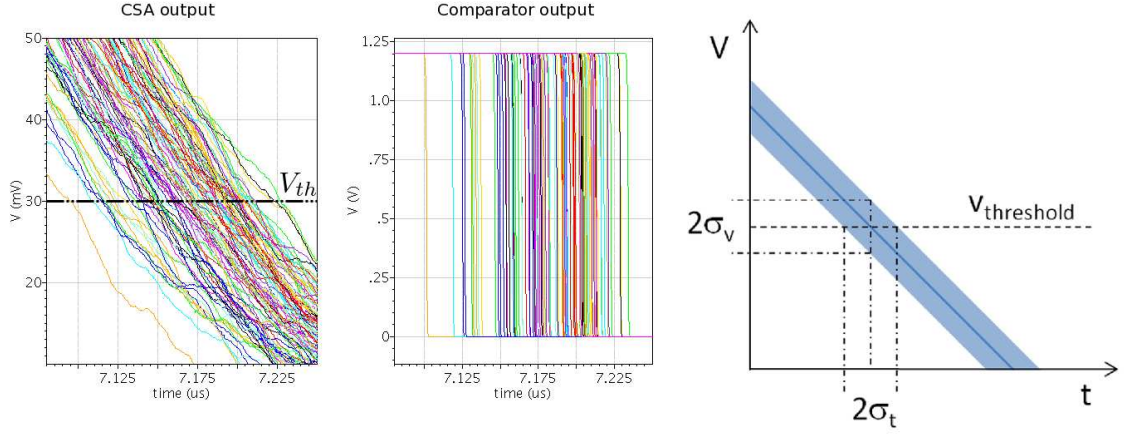 CSA output
50
40
30
20
V (mV)
V_th
7.125 7.175 7.225
time (us)
Comparator output
1.25
1.0
.75
.5
.25
0
V (V)
7.125 7.175 7.225
time (us)
V
2σ_v
v_threshold
2σ_t
t